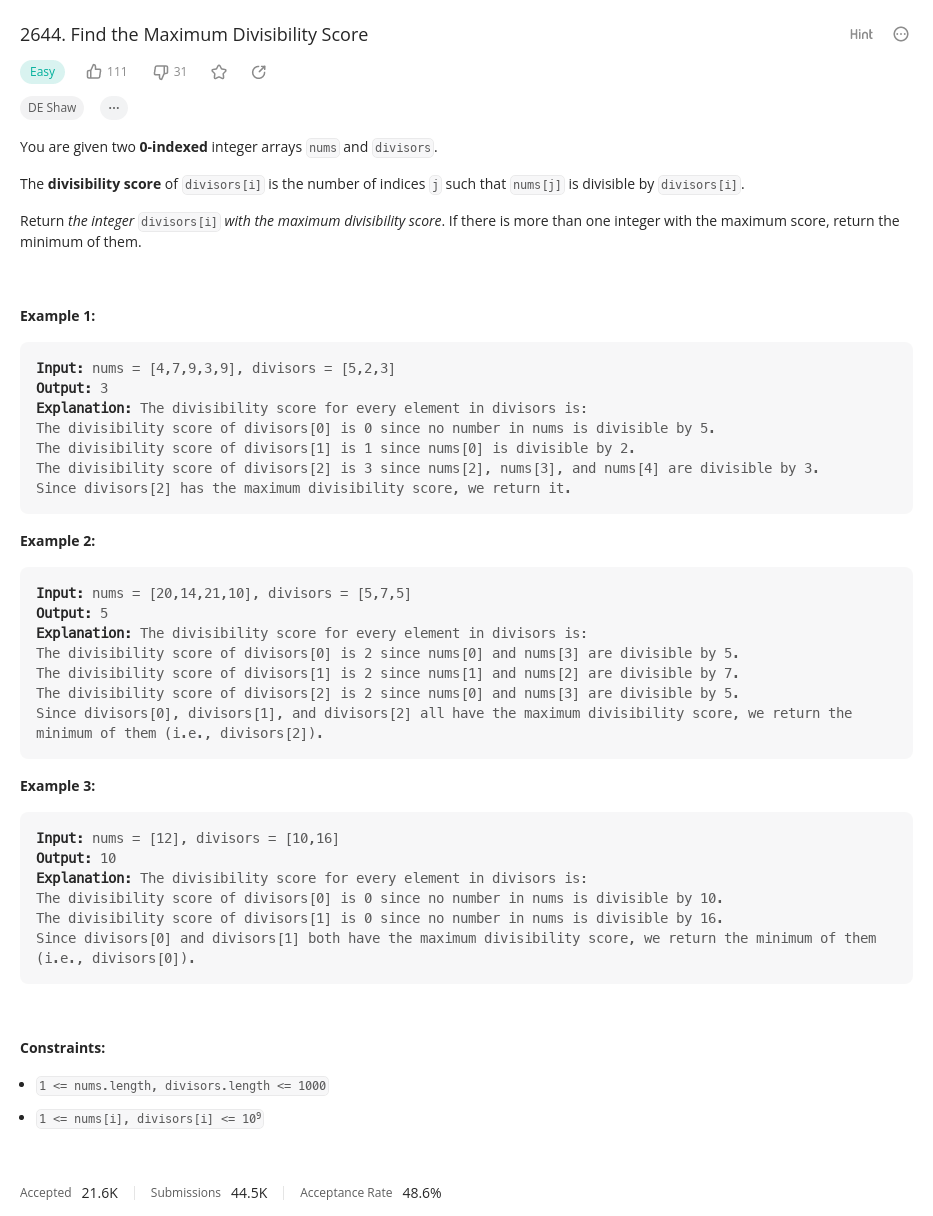 2644. Find the Maximum Divisibility Score
Hint
Easy
111
31
DE Shaw
You are given two 0-indexed integer arrays nums and divisors.
The divisibility score of divisors[i] is the number of indices j such that nums[j] is divisible by divisors[i].
Return the integer divisors[i] with the maximum divisibility score. If there is more than one integer with the maximum score, return the
minimum of them.
Example 1:
Input: nums = [4,7,9,3,9], divisors = [5,2,3]
Output: 3
Explanation: The divisibility score for every element in divisors is:
The divisibility score of divisors[0] is 0 since no number in nums is divisible by 5.
The divisibility score of divisors[1] is 1 since nums[0] is divisible by 2.
The divisibility score of divisors[2] is 3 since nums[2], nums[3], and nums[4] are divisible by 3.
Since divisors[2] has the maximum divisibility score, we return it.
Example 2:
Input: nums = [20,14,21,10], divisors = [5,7,5]
Output: 5
Explanation: The divisibility score for every element in divisors is:
The divisibility score of divisors[0] is 2 since nums[0] and nums[3] are divisible by 5.
The divisibility score of divisors[1] is 2 since nums[1] and nums[2] are divisible by 7.
The divisibility score of divisors[2] is 2 since nums[0] and nums[3] are divisible by 5.
Since divisors[0], divisors[1], and divisors[2] all have the maximum divisibility score, we return the
minimum of them (i.e., divisors[2]).
Example 3:
Input: nums = [12], divisors = [10,16]
Output: 10
Explanation: The divisibility score for every element in divisors is:
The divisibility score of divisors[0] is 0 since no number in nums is divisible by 10.
The divisibility score of divisors[1] is 0 since no number in nums is divisible by 16.
Since divisors[0] and divisors[1] both have the maximum divisibility score, we return the minimum of them
(i.e., divisors[0]).
Constraints:
• 1 <= nums.length, divisors.length <= 1000
• 1 <= nums[i], divisors[i] <= 10⁹
Accepted 21.6K Submissions 44.5K Acceptance Rate 48.6%